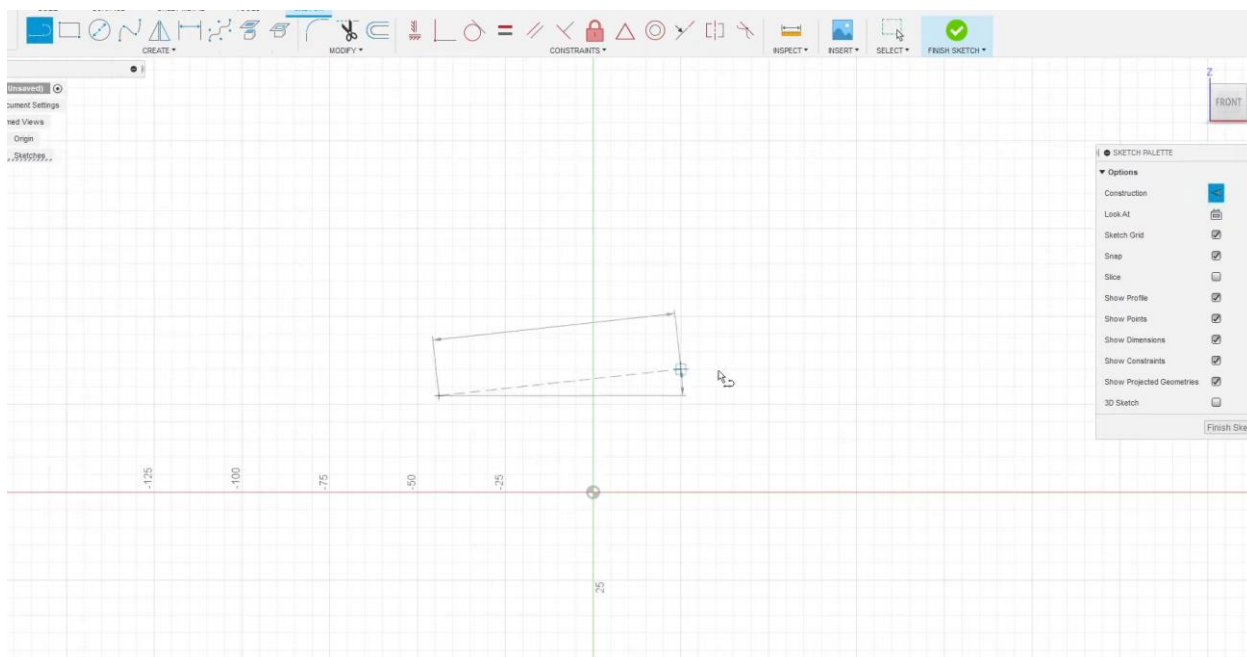 CREATE ▾
MODIFY ▾
CONSTRAINTS ▾
INSPECT ▾
INSERT ▾
SELECT ▾
FINISH SKETCH ▾
(Unsaved)
cument Settings
med Views
Origin
Sketches
Z
FRONT
SKETCH PALETTE
▼ Options
Construction
Look At
Sketch Grid
Snap
Slice
Show Profile
Show Points
Show Dimensions
Show Constraints
Show Projected Geometries
3D Sketch
Finish Ske
-125
-100
-75
-50
-25
25